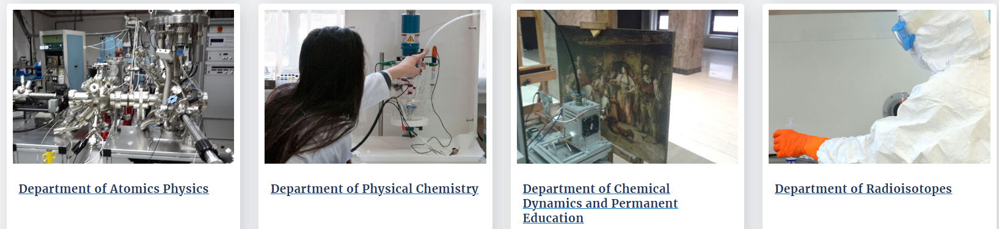 Department of Atomics Physics
Department of Physical Chemistry
Department of Chemical
Dynamics and Permanent
Education
Department of Radioisotopes